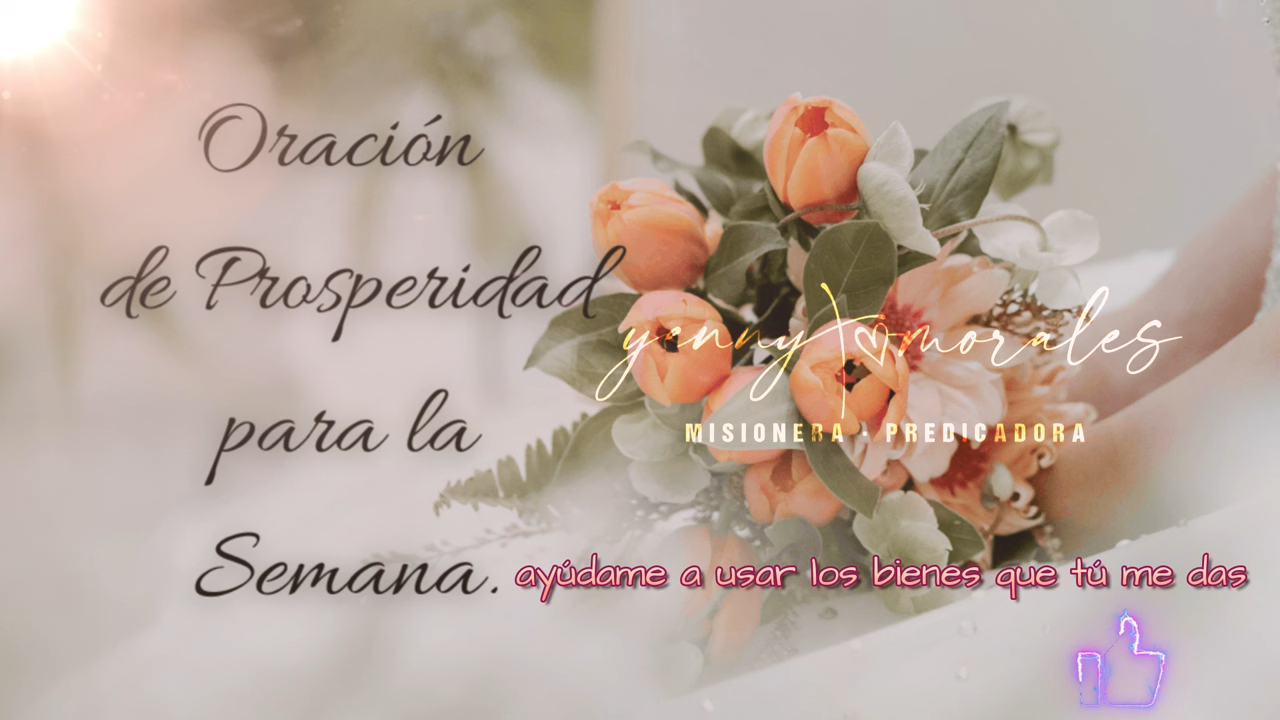 Oración
de Prosperidad
para la
Semana.
yenny morales
MISIONERA · PREDICADORA
ayúdame a usar los bienes que tú me das